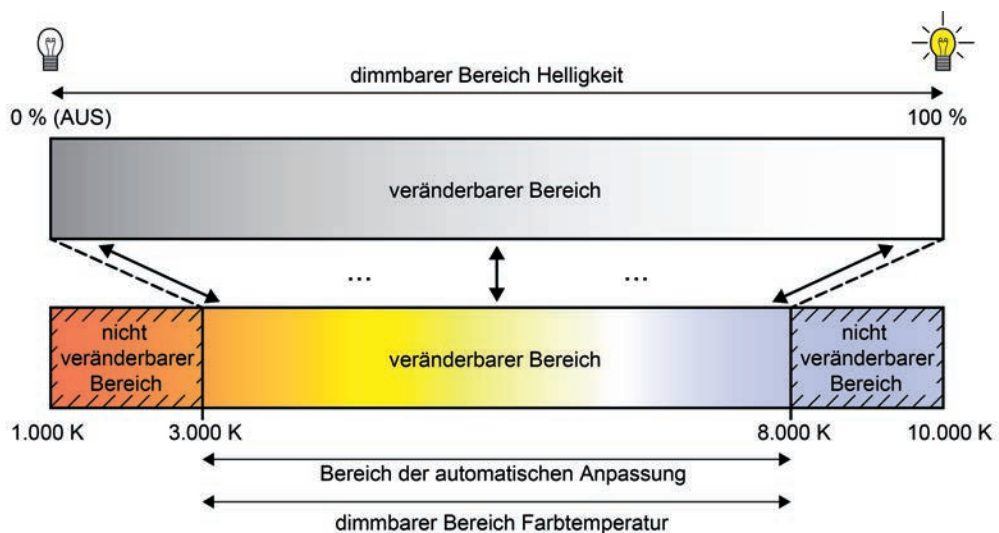 dimmbarer Bereich Helligkeit
0 % (AUS)
100 %
veränderbarer Bereich
...
...
nicht
veränderbarer
Bereich
veränderbarer Bereich
nicht
veränderbarer
Bereich
1.000 K
3.000 K
8.000 K
10.000 K
Bereich der automatischen Anpassung
dimmbarer Bereich Farbtemperatur